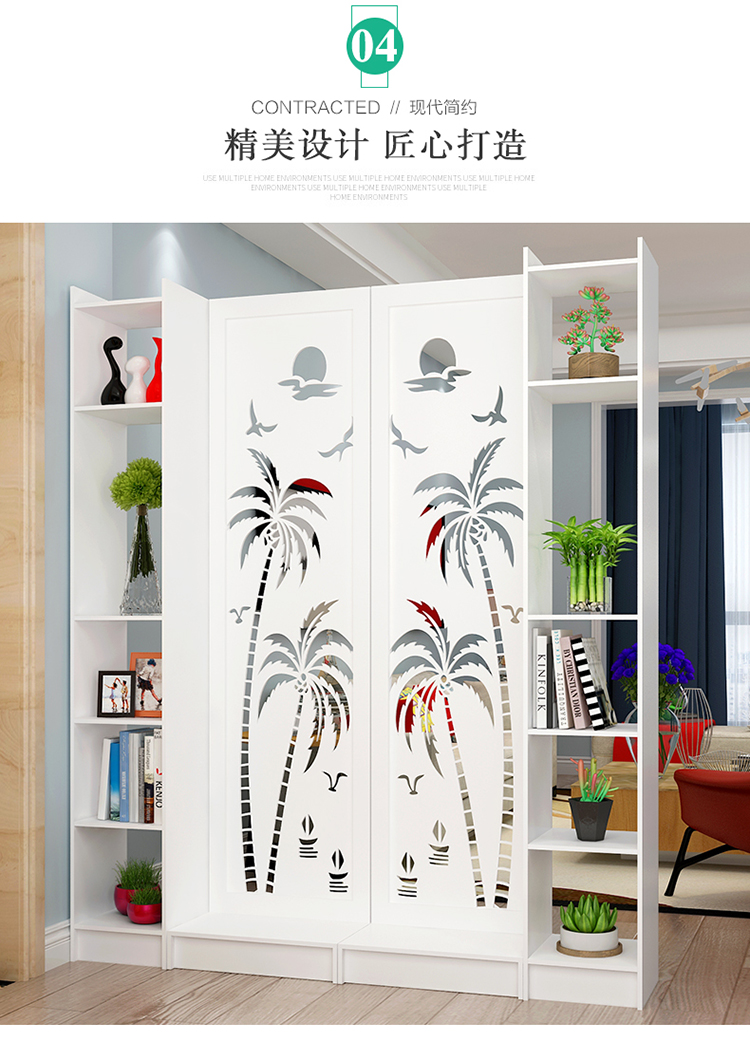 04
CONTRACTED // 现代简约
精美设计 匠心打造
USE MULTIPLE HOME ENVIRONMENTS USE MULTIPLE HOME ENVIRONMENTS USE MULTIPLE HOME
ENVIRONMENTS USE MULTIPLE HOME ENVIRONMENTS USE MULTIPLE
HOME ENVIRONMENTS
KINFOLK
BY CHRISTIAN DIOR
KENZO